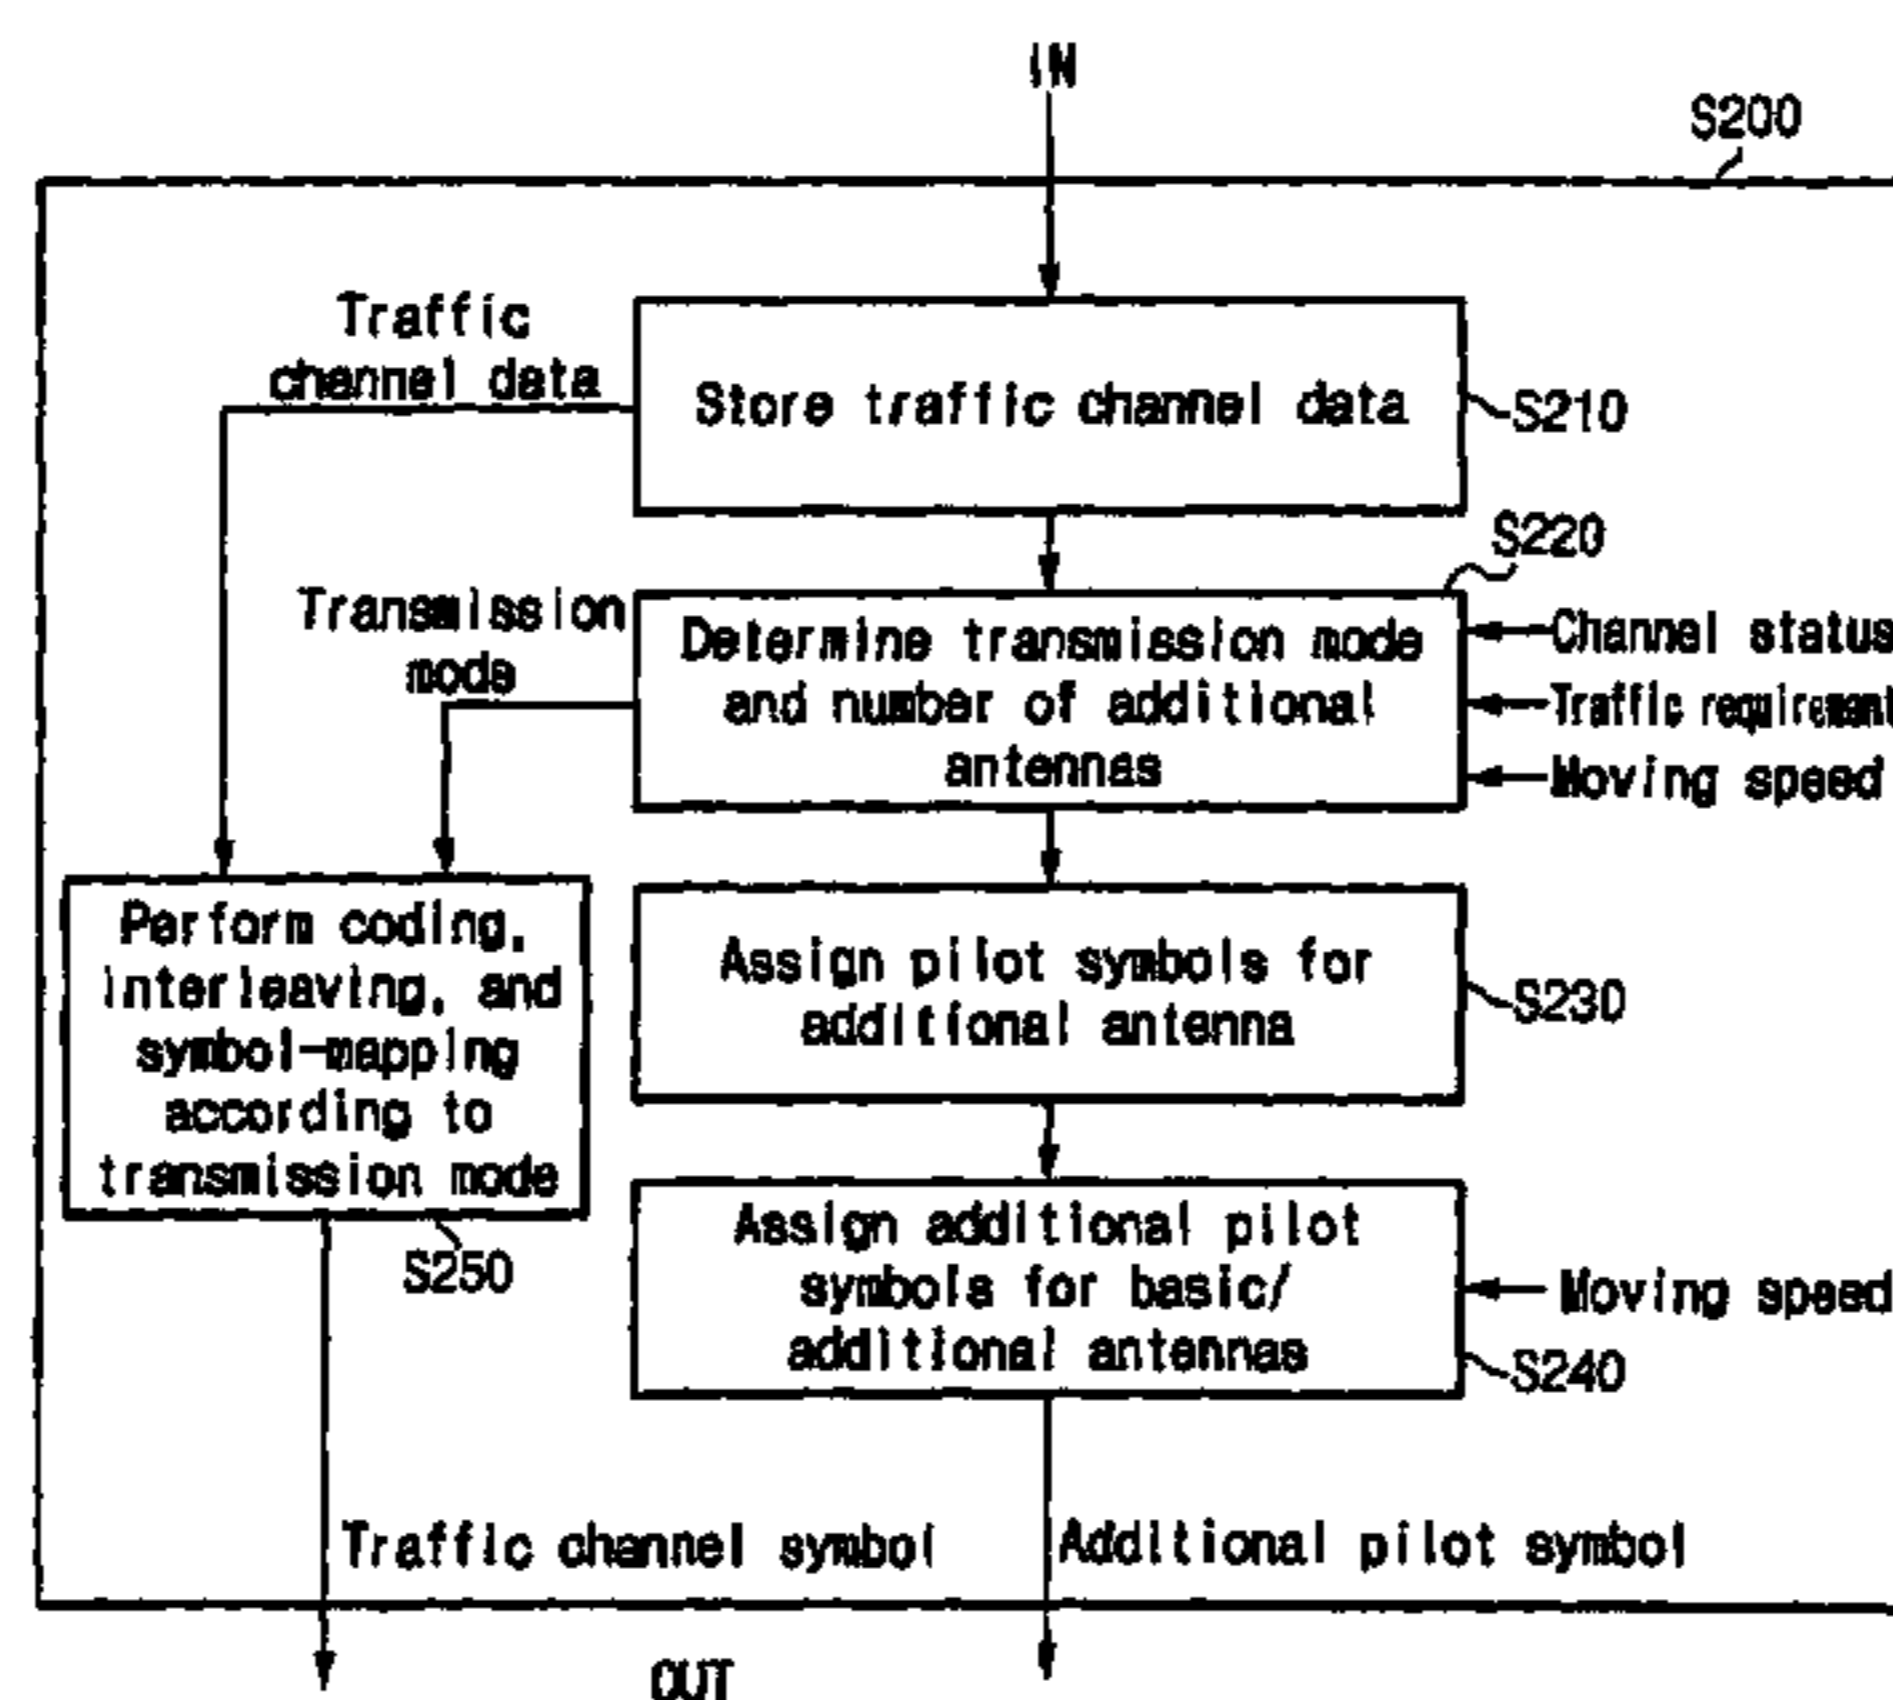 IN
S200
Traffic
channel data
Store traffic channel data
S210
S220
Transmission
mode
Determine transmission mode
and number of additional
antennas
Channel status
Traffic requirement
Moving speed
Perform coding,
interleaving, and
symbol-mapping
according to
transmission mode
S250
Assign pilot symbols for
additional antenna
S230
Assign additional pilot
symbols for basic/
additional antennas
Moving speed
S240
Traffic channel symbol
Additional pilot symbol
OUT